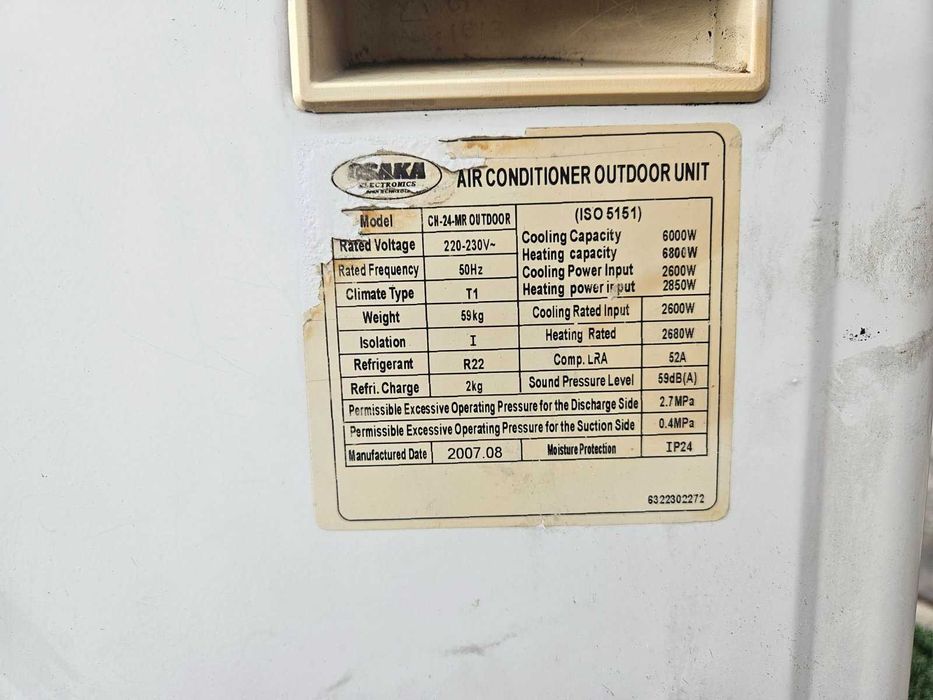 OSAKA
ELECTRONICS
AIR CONDITIONER OUTDOOR UNIT
Model CH-24-MR OUTDOOR
Rated Voltage 220-230V~
Rated Frequency 50Hz
Climate Type T1
Weight 59kg
Isolation I
Refrigerant R22
Refri. Charge 2kg
(ISO 5151)
Cooling Capacity 6000W
Heating capacity 6800W
Cooling Power Input 2600W
Heating power input 2850W
Cooling Rated Input 2600W
Heating Rated 2680W
Comp. LRA 52A
Sound Pressure Level 59dB(A)
Permissible Excessive Operating Pressure for the Discharge Side 2.7MPa
Permissible Excessive Operating Pressure for the Suction Side 0.4MPa
Manufactured Date 2007.08 Moisture Protection IP24
6322302272